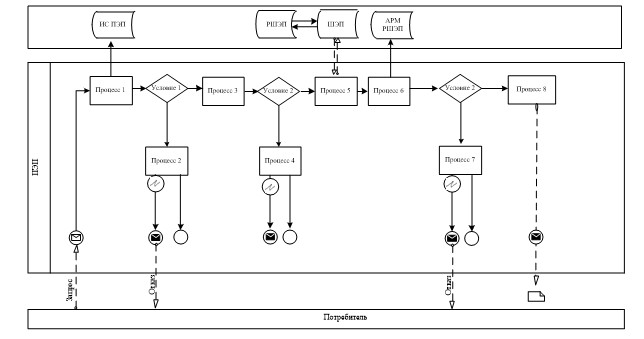 ИС ПЭП
РШЭП
ШЭП
АРМ
РШЭП
ПЭП
Процесс 1
Условие 1
Процесс 3
Условие 2
Процесс 5
Процесс 6
Условие 2
Процесс 8
Процесс 2
Процесс 4
Процесс 7
Запрос
Отказ
Отказ
Потребитель